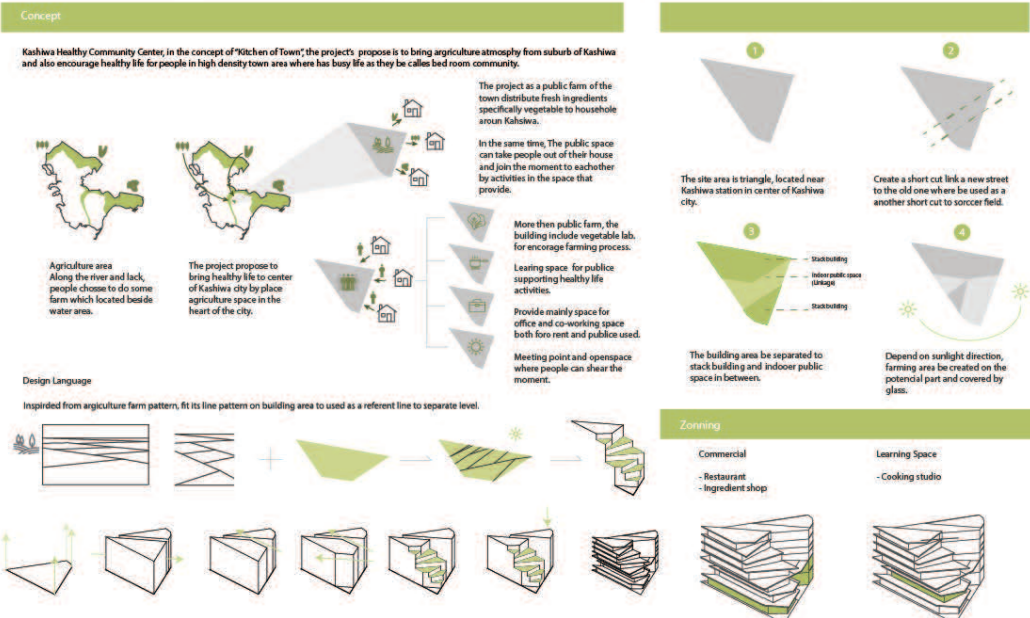 Concept
Kashiwa Healthy Community Center, in the concept of "Kitchen of Town", the project's propose is to bring argriculture atmosphy from suburb of Kashiwa
and also encourage healthy life for people in high density town area where has busy life as they be calles bed room community.
The project as a public farm of the
town distribute fresh ingredients
specifically vegetable to household
aroun Kahsiwa.
In the same time, The public space
can take people out of their house
and join the moment to eachother
by activities in the space that
provide.
Agriculture area
Along the river and lack,
people chosse to do some
farm which located beside
water area.
The project propose to
bring healthy life to center
of Kashiwa city by place
agriculture space in the
heart of the city.
More then public farm, the
building include vegetable lab.
for encorage farming process.
Learing space for publice
supporting healthy life
activities.
Provide mainly space for
office and co-working space
both foro rent and publice used.
Meeting point and openspace
where people can shear the
moment.
Design Language
Inspirded from argiculture farm pattern, fit its line pattern on building area to used as a referent line to separate level.
1
The site area is triangle, located near
Kashiwa station in center of Kashiwa
city.
2
Create a short cut link a new street
to the old one where be used as a
another short cut to sorccer field.
3
Stack building
Indoor public space
(Linkage)
Stack building
The building area be separated to
stack building and indooer public
space in between.
4
Depend on sunlight direction,
farming area be created on the
potencial part and covered by
glass.
Zonning
Commercial
- Restaurant
- Ingredient shop
Learning Space
- Cooking studio